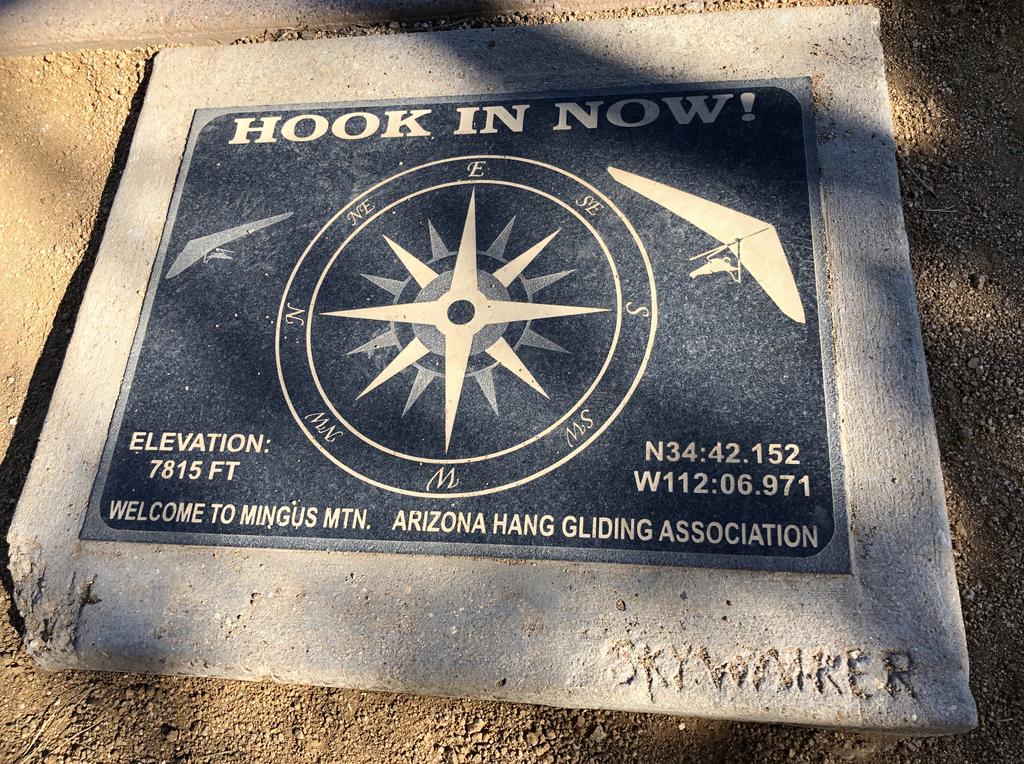 HOOK IN NOW!
E
NE
SE
N
S
NW
SW
W
ELEVATION:
7815 FT
N34:42.152
W112:06.971
WELCOME TO MINGUS MTN. ARIZONA HANG GLIDING ASSOCIATION
SKYWALKER